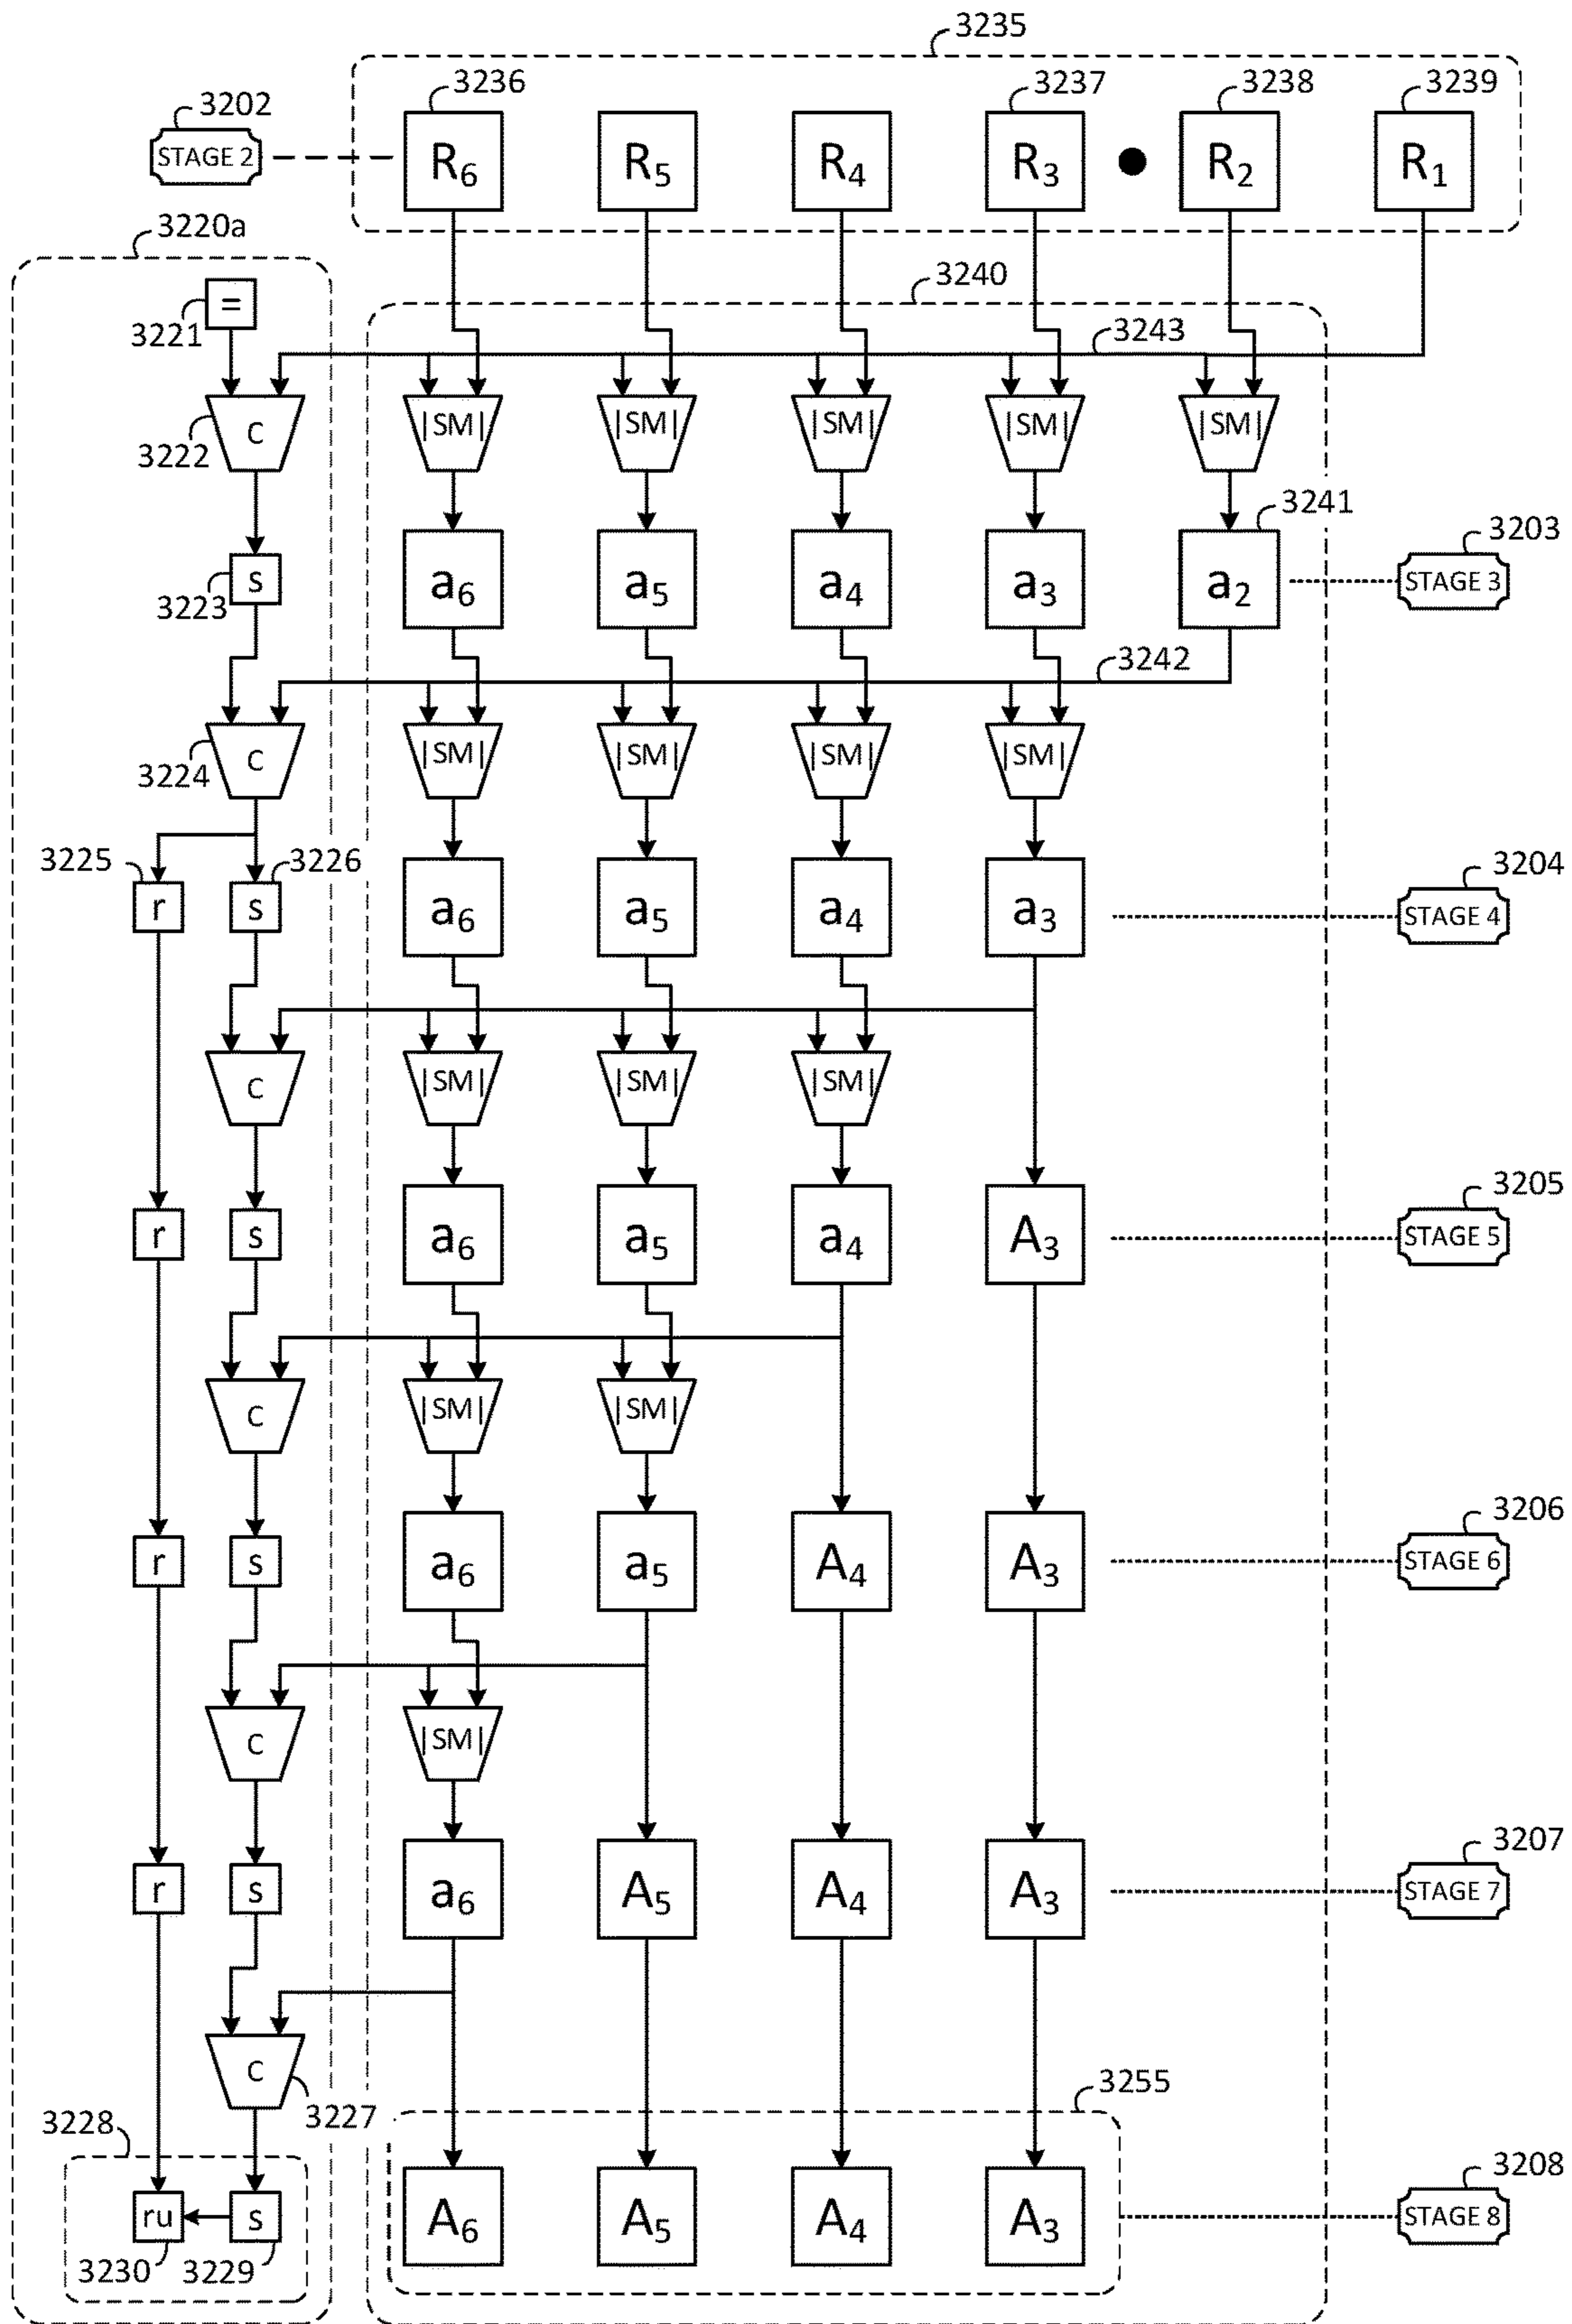 3235
3236 3237 3238 3239
3202
STAGE 2 R6 R5 R4 R3 ● R2 R1
3220a
3240
=
3221
3243
C |SM| |SM| |SM| |SM| |SM|
3222
3241
3203
s a6 a5 a4 a3 a2 STAGE 3
3223
3242
C |SM| |SM| |SM| |SM|
3224
3225 3226 3204
r s a6 a5 a4 a3 STAGE 4
C |SM| |SM| |SM|
3205
r s a6 a5 a4 A3 STAGE 5
C |SM| |SM|
3206
r s a6 a5 A4 A3 STAGE 6
C |SM|
3207
r s a6 A5 A4 A3 STAGE 7
C
3255
3228 3227
3208
ru s A6 A5 A4 A3 STAGE 8
3230 3229